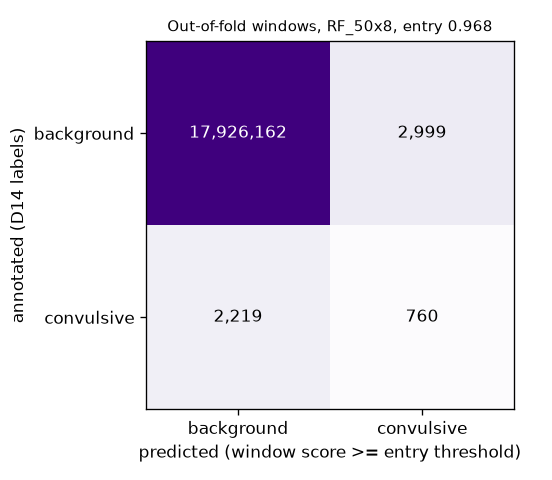 Out-of-fold windows, RF_50x8, entry 0.968
annotated (D14 labels)
background
17,926,162
2,999
convulsive
2,219
760
background
convulsive
predicted (window score >= entry threshold)